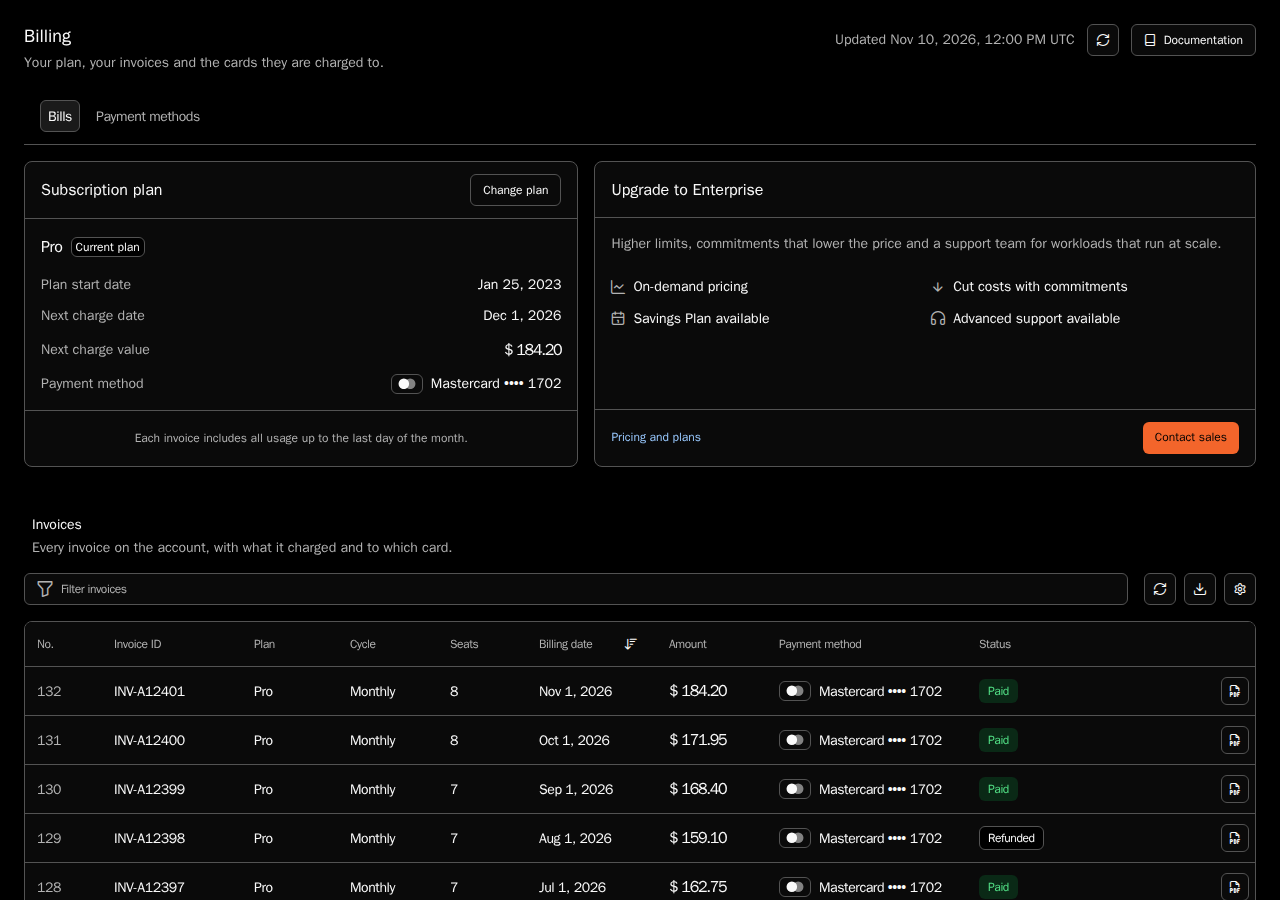 Billing
Updated Nov 10, 2026, 12:00 PM UTC
Documentation
Your plan, your invoices and the cards they are charged to.
Bills
Payment methods
Subscription plan
Change plan
Pro
Current plan
Plan start date
Jan 25, 2023
Next charge date
Dec 1, 2026
Next charge value
$ 184.20
Payment method
Mastercard •••• 1702
Each invoice includes all usage up to the last day of the month.
Upgrade to Enterprise
Higher limits, commitments that lower the price and a support team for workloads that run at scale.
On-demand pricing
Cut costs with commitments
Savings Plan available
Advanced support available
Pricing and plans
Contact sales
Invoices
Every invoice on the account, with what it charged and to which card.
Filter invoices
No. Invoice ID Plan Cycle Seats Billing date Amount Payment method Status
132 INV-A12401 Pro Monthly 8 Nov 1, 2026 $ 184.20 Mastercard •••• 1702 Paid PDF
131 INV-A12400 Pro Monthly 8 Oct 1, 2026 $ 171.95 Mastercard •••• 1702 Paid PDF
130 INV-A12399 Pro Monthly 7 Sep 1, 2026 $ 168.40 Mastercard •••• 1702 Paid PDF
129 INV-A12398 Pro Monthly 7 Aug 1, 2026 $ 159.10 Mastercard •••• 1702 Refunded PDF
128 INV-A12397 Pro Monthly 7 Jul 1, 2026 $ 162.75 Mastercard •••• 1702 Paid PDF